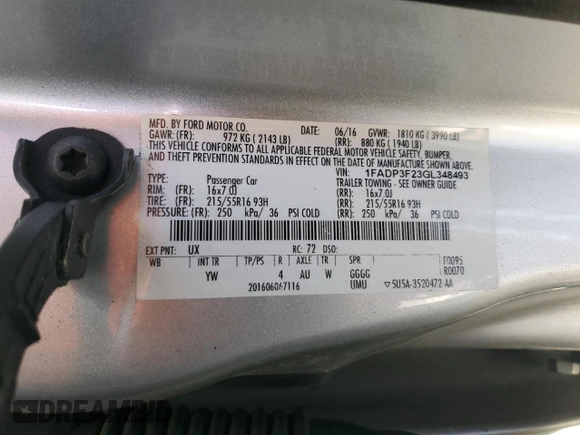 MFD. BY FORD MOTOR CO. DATE: 06/16 GVWR: 1810 KG ( 3990 LB)
GAWR: (FR): 972 KG ( 2143 LB) (RR): 880 KG ( 1940 LB)
THIS VEHICLE CONFORMS TO ALL APPLICABLE FEDERAL MOTOR VEHICLE SAFETY, BUMPER,
AND THEFT PREVENTION STANDARDS IN EFFECT ON THE DATE OF MANUFACTURE SHOWN ABOVE.
VIN: 1FADP3F23GL348493
TYPE: Passenger Car TRAILER TOWING - SEE OWNER GUIDE
RIM: (FR): 16x7.0J (RR): 16x7.0J
TIRE: (FR): 215/55R16 93H (RR): 215/55R16 93H
PRESSURE: (FR): 250 kPa/ 36 PSI COLD (RR): 250 kPa/ 36 PSI COLD
EXT PNT: UX RC: 72 DSO: F0095
WB INT TR TP/PS R AXLE TR SPR R0070
YW 4 AU W GGGG
201606067116 UMU 5U5A-3520472 AA
DREAMBID